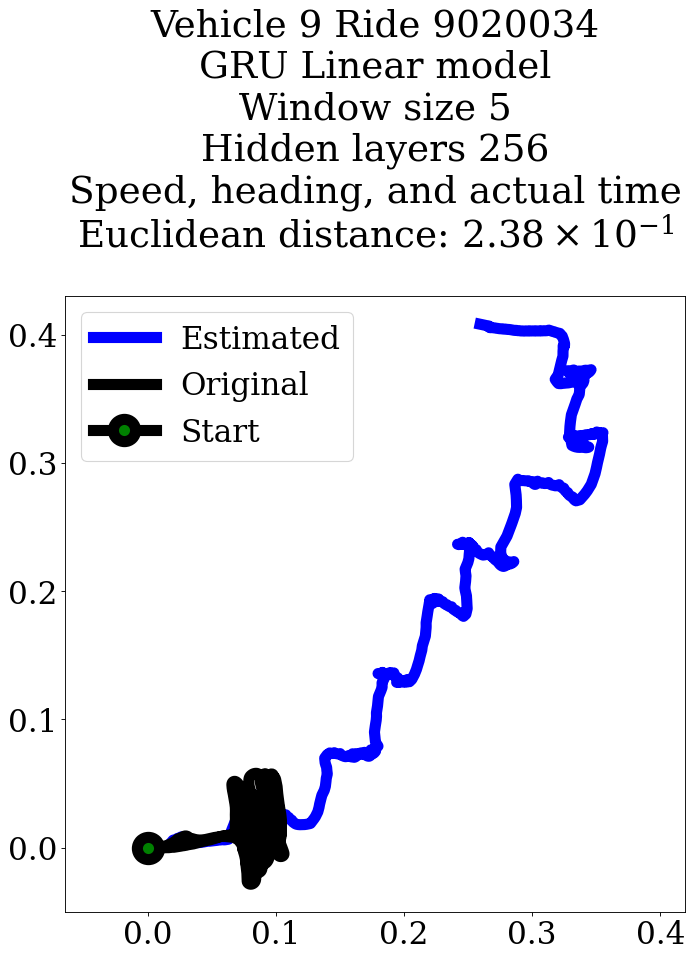 Vehicle 9 Ride 9020034
GRU Linear model
Window size 5
Hidden layers 256
Speed, heading, and actual time
Euclidean distance: 2.38 × 10⁻¹
Estimated
Original
Start
0.4
0.3
0.2
0.1
0.0
0.0 0.1 0.2 0.3 0.4